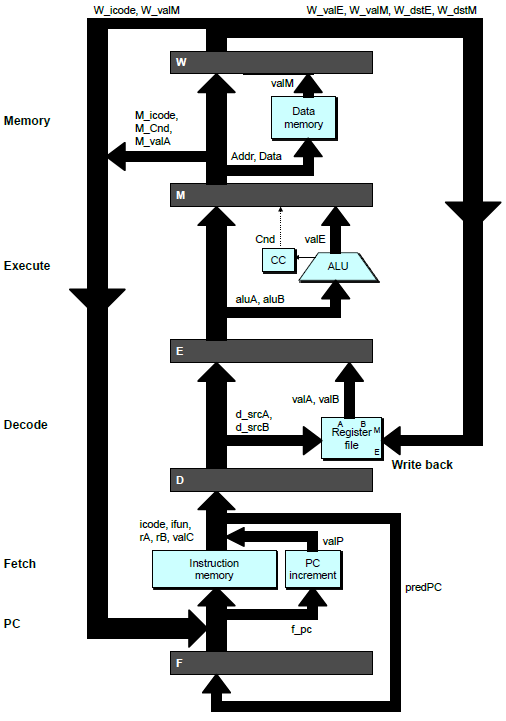 W_icode, W_valM
W_valE, W_valM, W_dstE, W_dstM
W
valM
Memory
M_icode,
M_Cnd,
M_valA
Data
memory
Addr, Data
M
Cnd
valE
Execute
CC
ALU
aluA, aluB
E
valA, valB
Decode
d_srcA,
d_srcB
A
B
M
Register
file
E
Write back
D
icode, ifun,
rA, rB, valC
valP
Fetch
Instruction
memory
PC
increment
predPC
PC
f_pc
F